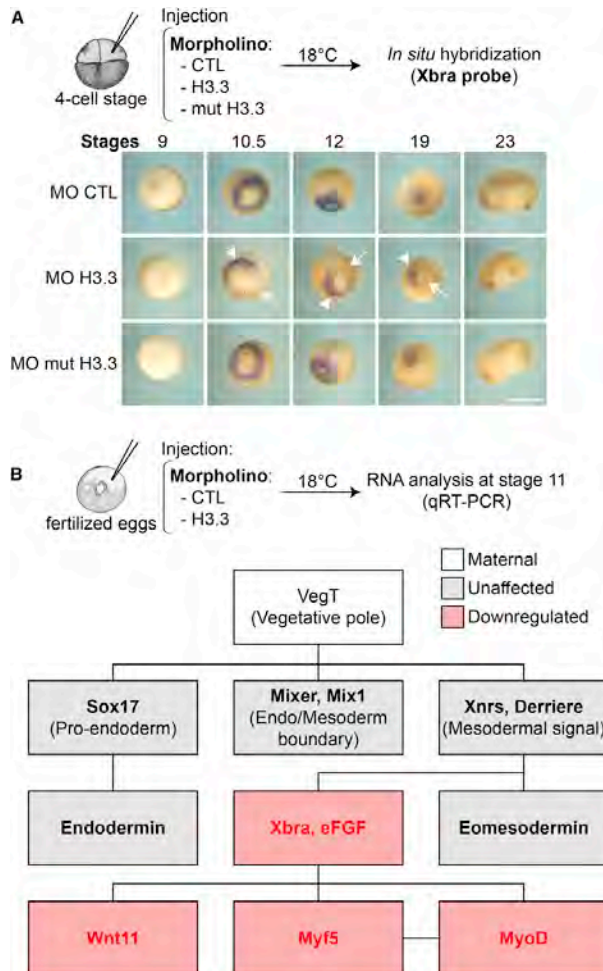 A
Injection
Morpholino:
- CTL
- H3.3
- mut H3.3
4-cell stage
18°C
In situ hybridization
(Xbra probe)
Stages 9 10.5 12 19 23
MO CTL
MO H3.3
MO mut H3.3
B
Injection:
Morpholino:
- CTL
- H3.3
fertilized eggs
18°C
RNA analysis at stage 11
(qRT-PCR)
Maternal
Unaffected
Downregulated
VegT
(Vegetative pole)
Sox17
(Pro-endoderm)
Mixer, Mix1
(Endo/Mesoderm
boundary)
Xnrs, Derriere
(Mesodermal signal)
Endodermin
Xbra, eFGF
Eomesodermin
Wnt11
Myf5
MyoD